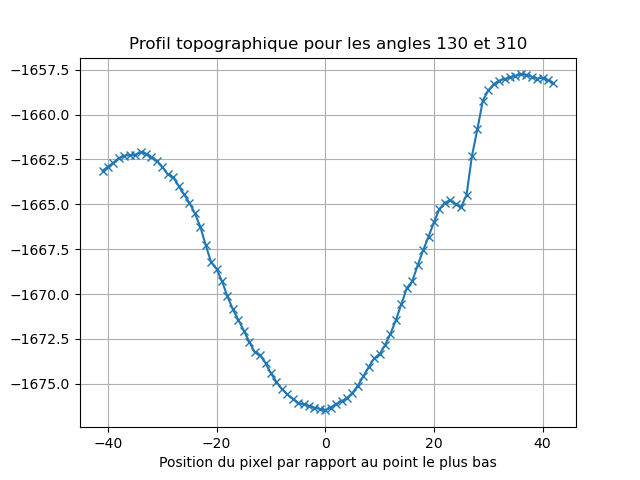 Profil topographique pour les angles 130 et 310
−1657.5
−1660.0
−1662.5
−1665.0
−1667.5
−1670.0
−1672.5
−1675.0
−40 −20 0 20 40
Position du pixel par rapport au point le plus bas